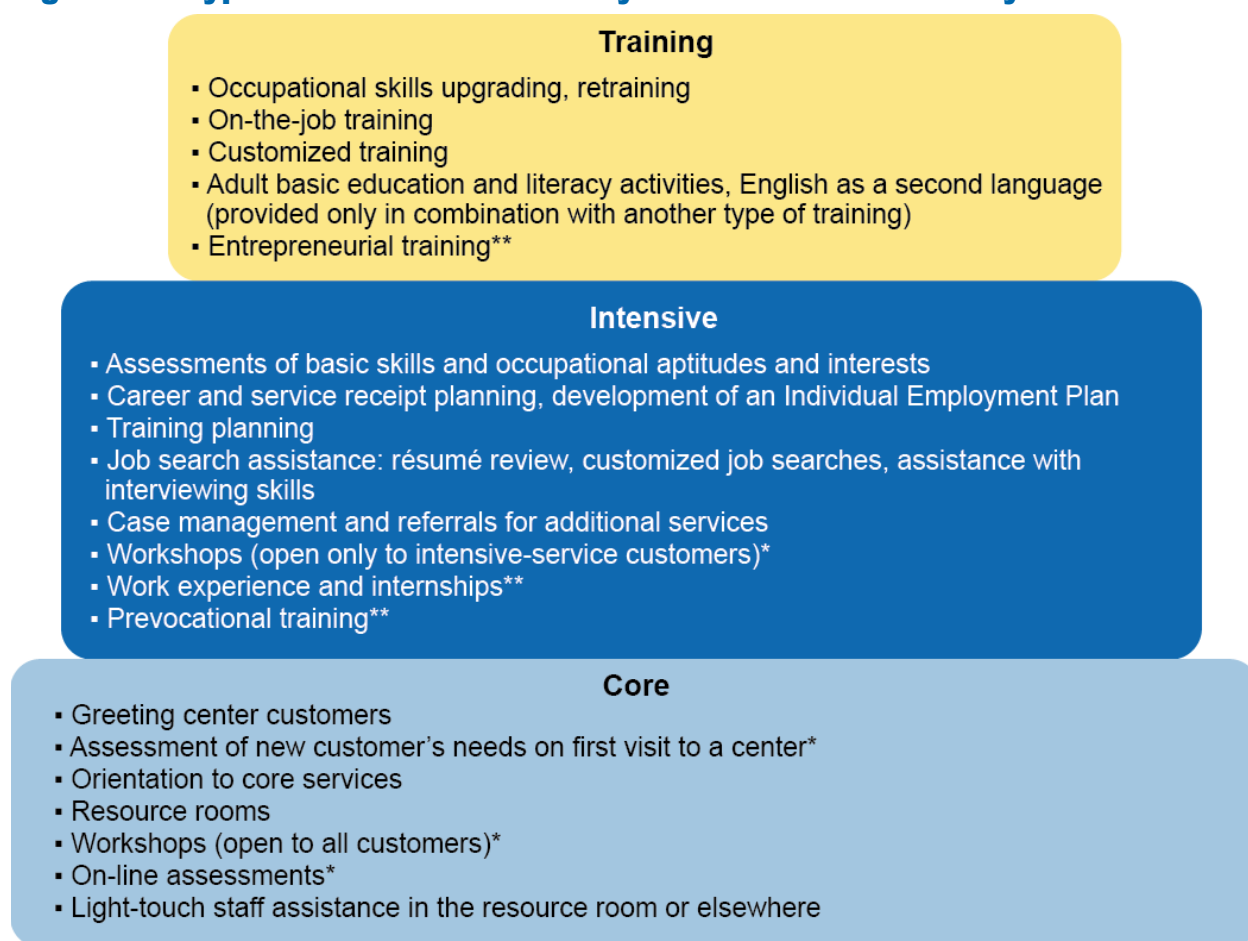 Training
▪ Occupational skills upgrading, retraining
▪ On-the-job training
▪ Customized training
▪ Adult basic education and literacy activities, English as a second language
(provided only in combination with another type of training)
▪ Entrepreneurial training**
Intensive
▪ Assessments of basic skills and occupational aptitudes and interests
▪ Career and service receipt planning, development of an Individual Employment Plan
▪ Training planning
▪ Job search assistance: résumé review, customized job searches, assistance with
interviewing skills
▪ Case management and referrals for additional services
▪ Workshops (open only to intensive-service customers)*
▪ Work experience and internships**
▪ Prevocational training**
Core
▪ Greeting center customers
▪ Assessment of new customer’s needs on first visit to a center*
▪ Orientation to core services
▪ Resource rooms
▪ Workshops (open to all customers)*
▪ On-line assessments*
▪ Light-touch staff assistance in the resource room or elsewhere